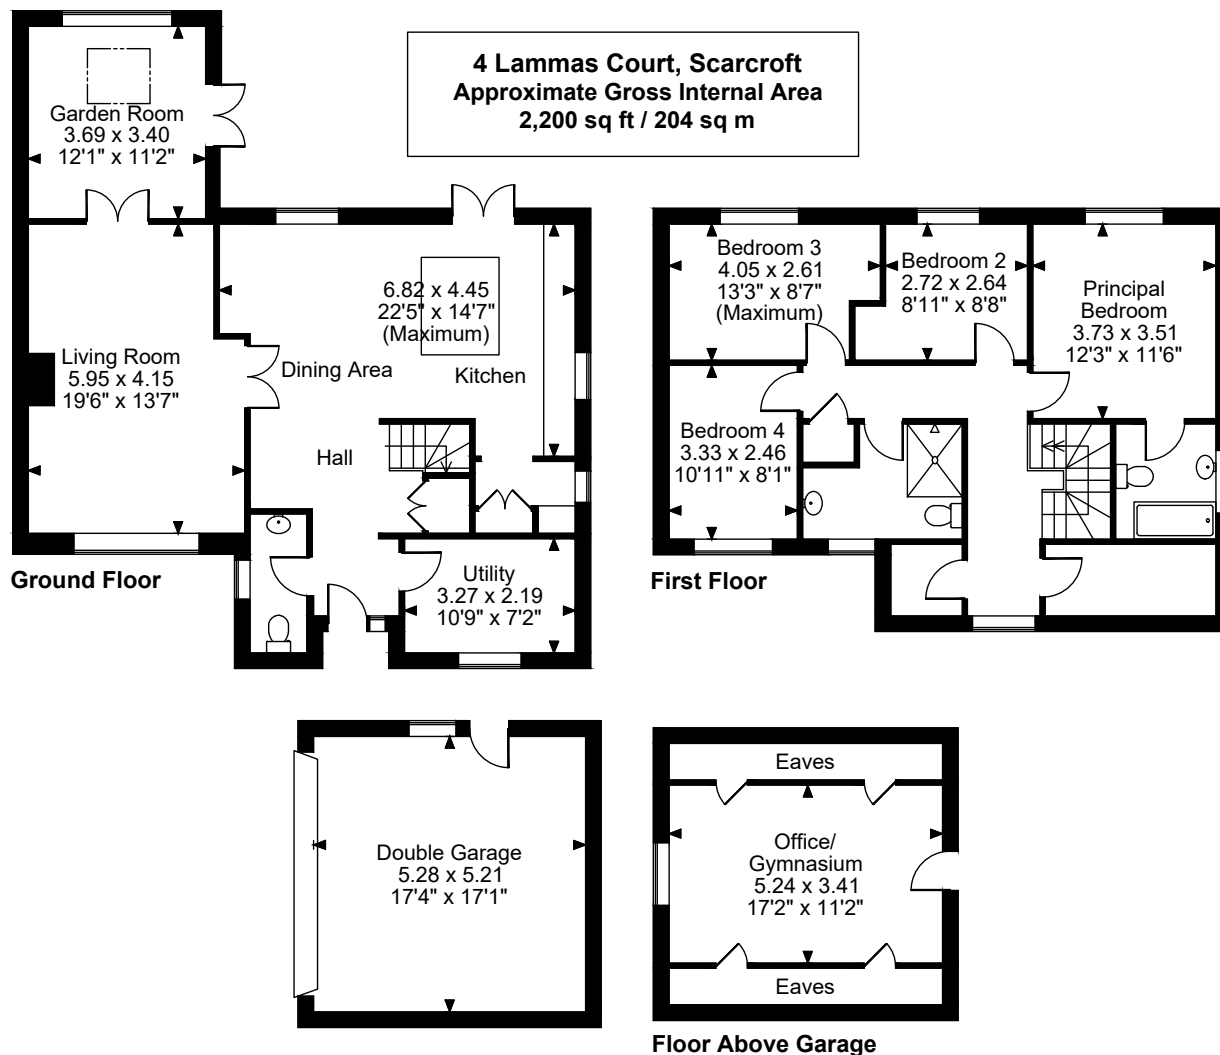 4 Lammas Court, Scarcroft
Approximate Gross Internal Area
2,200 sq ft / 204 sq m
Garden Room
3.69 x 3.40
12'1" x 11'2"
6.82 x 4.45
22'5" x 14'7"
(Maximum)
Living Room
5.95 x 4.15
19'6" x 13'7"
Dining Area
Kitchen
Hall
Utility
3.27 x 2.19
10'9" x 7'2"
Ground Floor
Bedroom 3
4.05 x 2.61
13'3" x 8'7"
(Maximum)
Bedroom 2
2.72 x 2.64
8'11" x 8'8"
Principal
Bedroom
3.73 x 3.51
12'3" x 11'6"
Bedroom 4
3.33 x 2.46
10'11" x 8'1"
First Floor
Double Garage
5.28 x 5.21
17'4" x 17'1"
Eaves
Office/
Gymnasium
5.24 x 3.41
17'2" x 11'2"
Eaves
Floor Above Garage